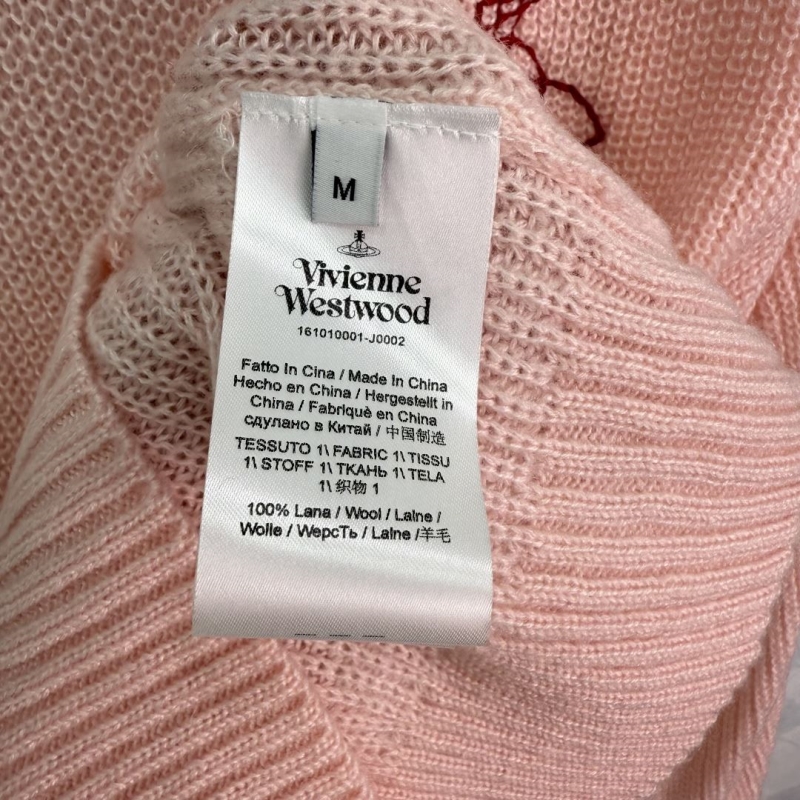 M
Vivienne
Westwood
161010001-J0002
Fatto In Cina / Made In China
Hecho en China / Hergestellt in
China / Fabriquè en China
сдулано в Китай / 中国制造
TESSUTO 1\ FABRIC 1\ TISSU
1\ STOFF 1\ ТКАНЬ 1\ TELA
1\ 织物 1
100% Lana / Wool / Laine /
Wolle / WepcTь / Laine /羊毛